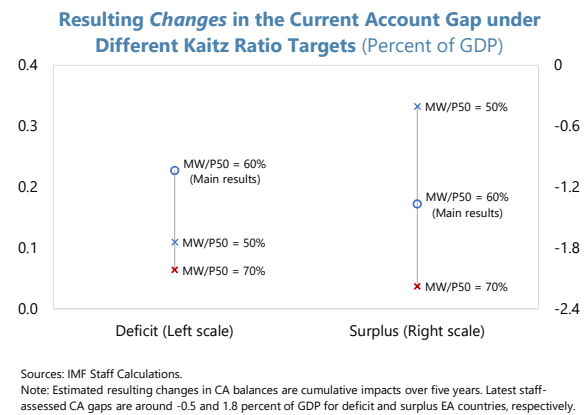 Resulting Changes in the Current Account Gap under
Different Kaitz Ratio Targets (Percent of GDP)
0.4
0
MW/P50 = 50%
0.3
-0.6
MW/P50 = 60%
(Main results)
0.2
-1.2
MW/P50 = 60%
(Main results)
MW/P50 = 50%
0.1
-1.8
MW/P50 = 70%
MW/P50 = 70%
0.0
-2.4
Deficit (Left scale)
Surplus (Right scale)
Sources: IMF Staff Calculations.
Note: Estimated resulting changes in CA balances are cumulative impacts over five years. Latest staff-
assessed CA gaps are around -0.5 and 1.8 percent of GDP for deficit and surplus EA countries, respectively.